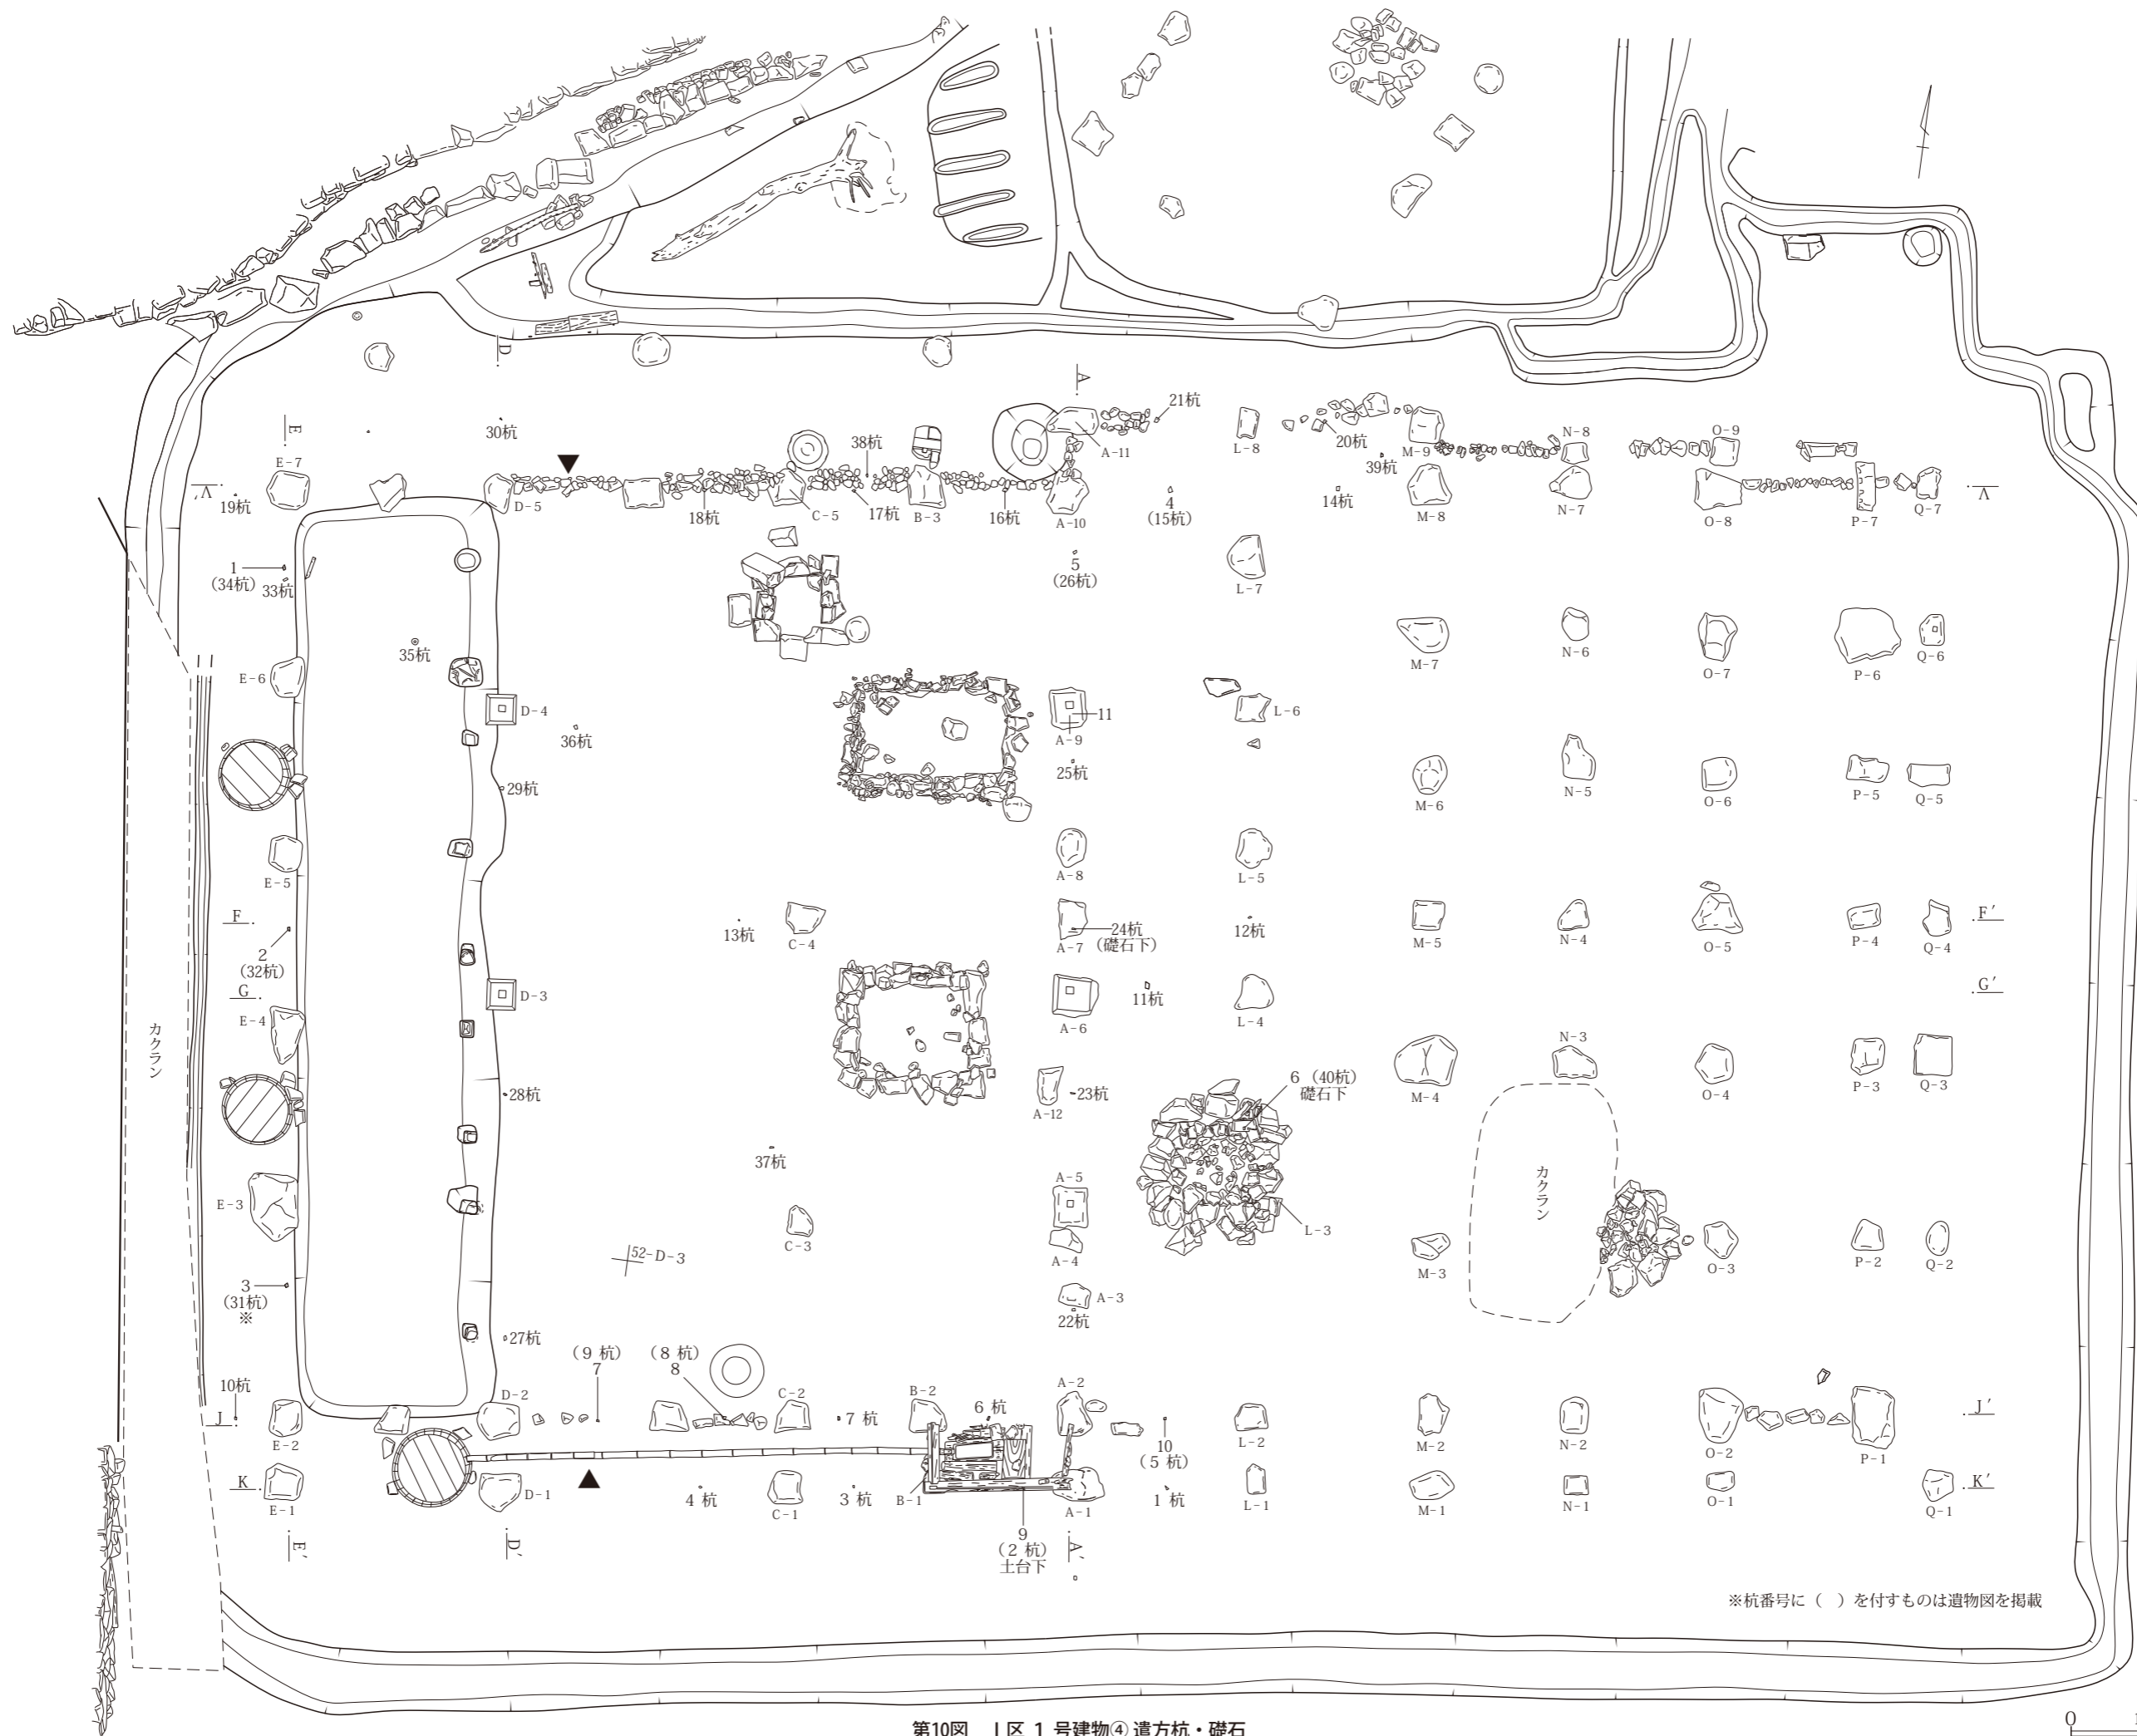 D
A
E
21杭
30杭
20杭
38杭
A-11
L-8
M-9
39杭
N-8
O-9
E-7
19杭
D-5
18杭
C-5
17杭
B-3
16杭
A-10
4
(15杭)
14杭
M-8
N-7
O-8
P-7
Q-7
1
(34杭)
33杭
5
(26杭)
L-7
35杭
M-7
N-6
O-7
P-6
Q-6
E-6
D-4
36杭
11
A-9
L-6
25杭
29杭
M-6
N-5
O-6
P-5
Q-5
E-5
A-8
L-5
F
13杭
C-4
A-7
24杭
(礎石下)
12杭
M-5
N-4
O-5
P-4
Q-4
F′
2
(32杭)
G
E-4
D-3
A-6
11杭
L-4
G′
カクラン
N-3
28杭
A-12
23杭
6 (40杭)
礎石下
M-4
O-4
P-3
Q-3
37杭
E-3
A-5
カクラン
C-3
A-4
L-3
M-3
O-3
P-2
Q-2
52-D-3
3
(31杭)
※
A-3
22杭
27杭
(9 杭)
7
(8 杭)
8
10杭
J
E-2
D-2
C-2
7 杭
B-2
6 杭
A-2
10
(5 杭)
L-2
M-2
N-2
O-2
P-1
J′
K
E-1
D-1
4 杭
C-1
3 杭
B-1
A-1
1 杭
L-1
M-1
N-1
O-1
Q-1
K′
9
(2 杭)
土台下
E′
D′
A′
※杭番号に( )を付すものは遺物図を掲載
第10図 Ⅰ区 1 号建物④ 遣方杭・礎石
0